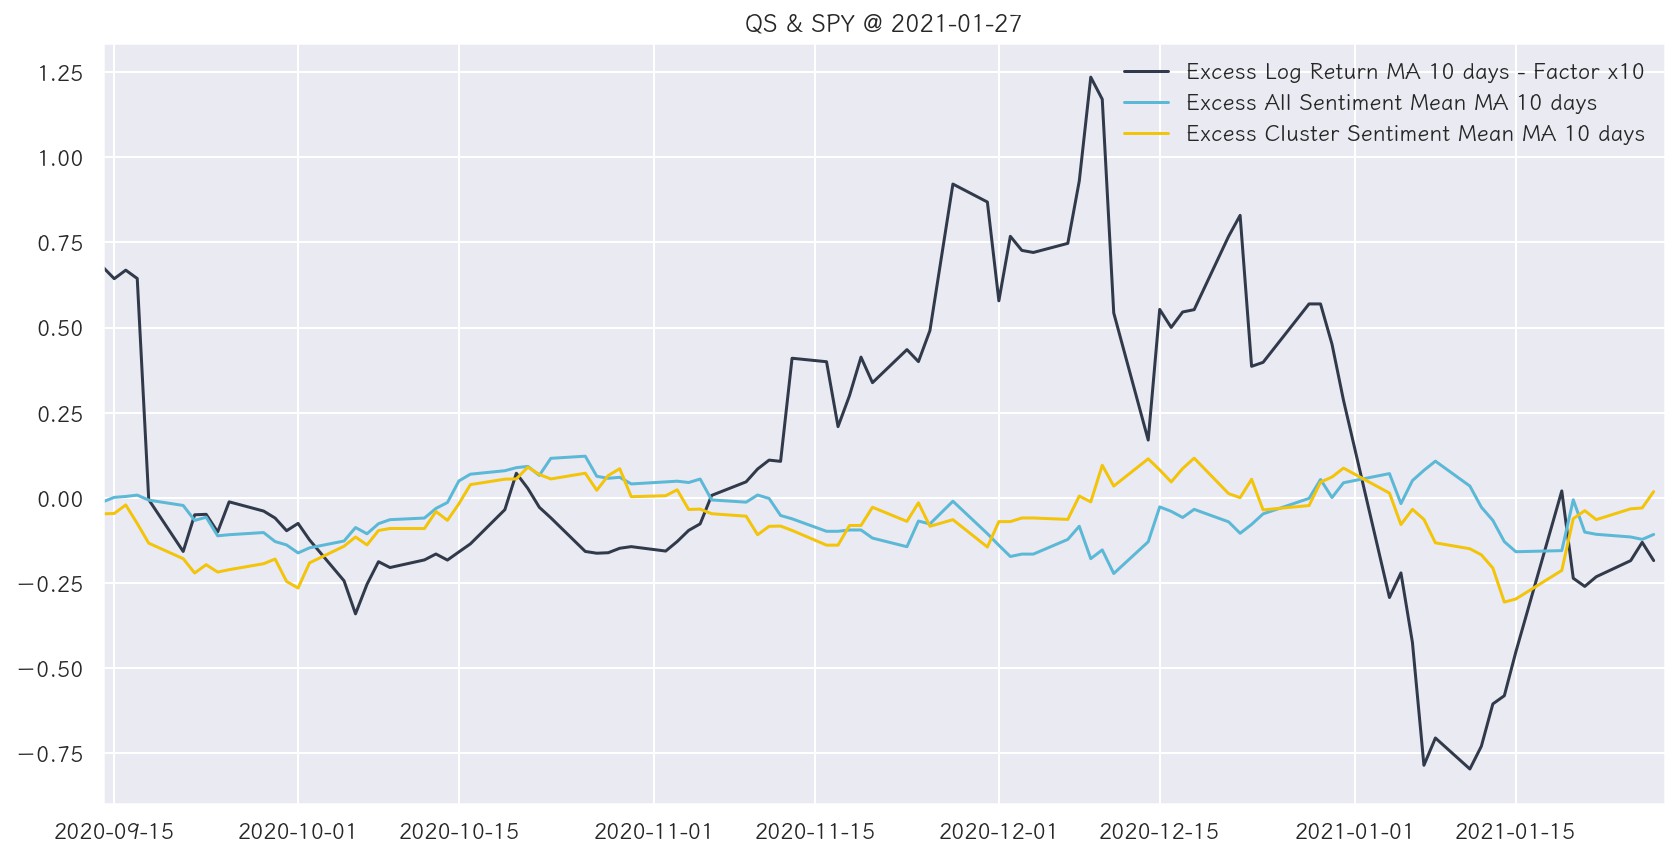 QS & SPY @ 2021-01-27
Excess Log Return MA 10 days - Factor x10
Excess All Sentiment Mean MA 10 days
Excess Cluster Sentiment Mean MA 10 days
1.25
1.00
0.75
0.50
0.25
0.00
−0.25
−0.50
−0.75
2020-09-15 2020-10-01 2020-10-15 2020-11-01 2020-11-15 2020-12-01 2020-12-15 2021-01-01 2021-01-15